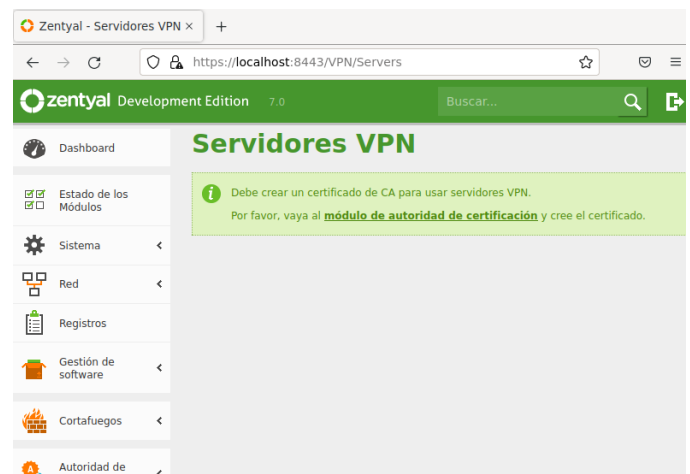 Zentyal - Servidores VPN
https://localhost:8443/VPN/Servers
zentyal Development Edition 7.0
Buscar...
Dashboard
Servidores VPN
Estado de los
Módulos
Debe crear un certificado de CA para usar servidores VPN.
Por favor, vaya al módulo de autoridad de certificación y cree el certificado.
Sistema
Red
Registros
Gestión de
software
Cortafuegos
Autoridad de